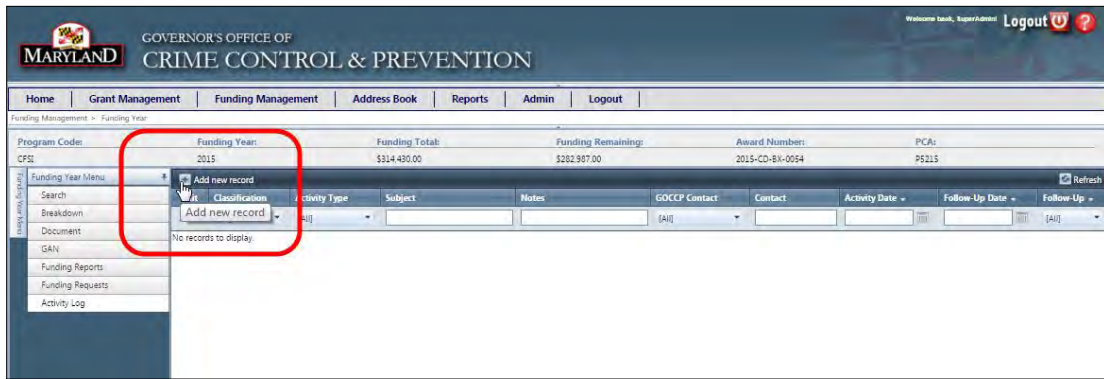 Welcome back, SuperAdmin! Logout
MARYLAND
GOVERNOR'S OFFICE OF
CRIME CONTROL & PREVENTION
Home | Grant Management | Funding Management | Address Book | Reports | Admin | Logout |
Funding Management > Funding Year
Program Code: Funding Year: Funding Total: Funding Remaining: Award Number: PCA:
CFSI 2015 $314,430.00 $282,987.00 2015-CD-BX-0054 P5215
Funding Year Menu
Funding Year Menu
Search
Breakdown
Document
GAN
Funding Reports
Funding Requests
Activity Log
Add new record Refresh
Classification Activity Type Subject Notes GOCCP Contact Contact Activity Date Follow-Up Date Follow-Up
Add new record
[All] [All] [All]
No records to display.